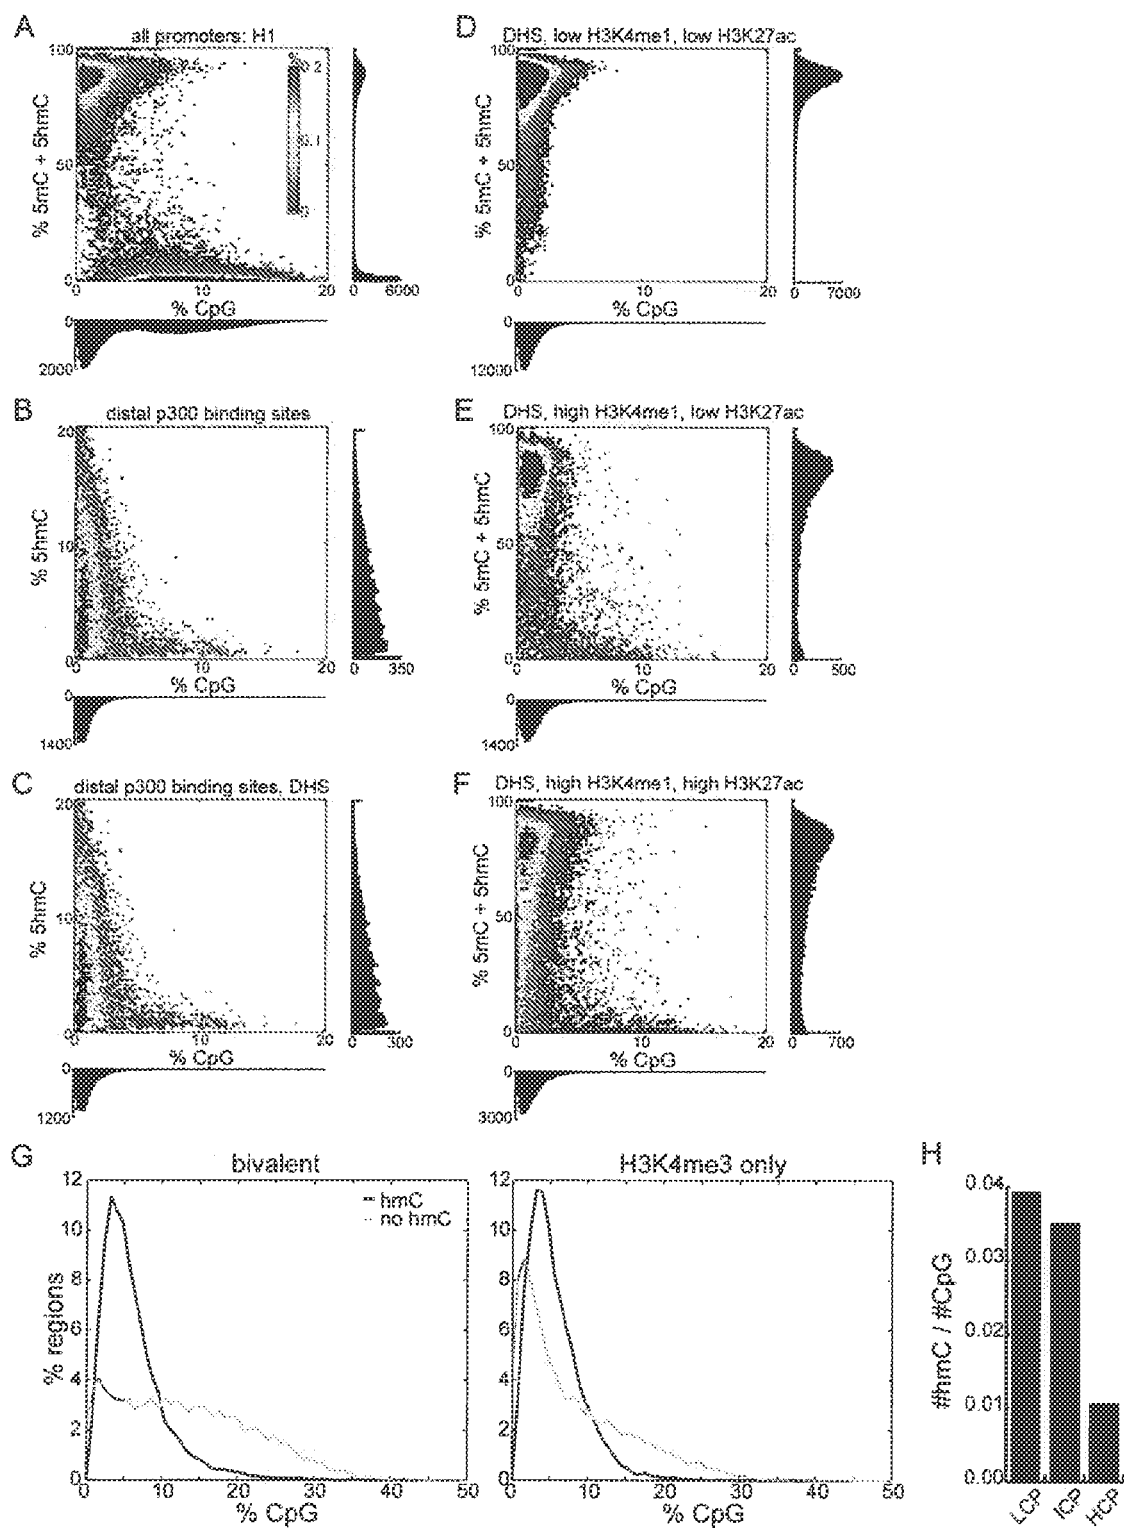 A
all promoters: H1
%
0.2
0.1
0
100
50
0
% 5mC + 5hmC
0 10 20
% CpG
0 6000
0
2000
D
DHS, low H3K4me1, low H3K27ac
100
50
0
% 5mC + 5hmC
0 10 20
% CpG
0 7000
0
12000
B
distal p300 binding sites
20
10
0
% 5hmC
0 10 20
% CpG
0 350
0
1400
E
DHS, high H3K4me1, low H3K27ac
100
50
0
% 5mC + 5hmC
0 10 20
% CpG
0 500
0
1400
C
distal p300 binding sites, DHS
20
10
0
% 5hmC
0 10 20
% CpG
0 300
0
1200
F
DHS, high H3K4me1, high H3K27ac
100
50
0
% 5mC + 5hmC
0 10 20
% CpG
0 700
0
3000
G
bivalent
hmC
no hmC
12
10
8
6
4
2
0
% regions
0 10 20 30 40 50
% CpG
H3K4me3 only
12
10
8
6
4
2
0
0 10 20 30 40 50
% CpG
H
0.04
0.03
0.02
0.01
0.00
#hmC / #CpG
LCP
ICP
HCP